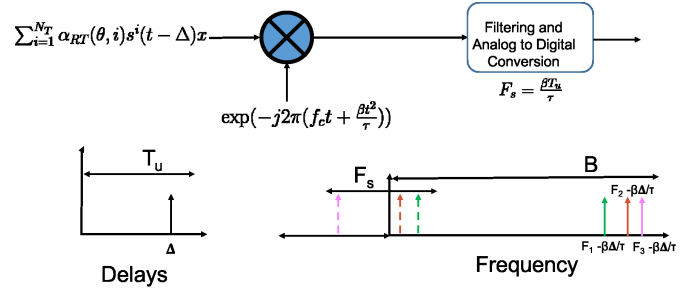 ∑_{i=1}^{N_T} α_{RT}(θ, i)s^i(t − Δ)x
Filtering and
Analog to Digital
Conversion
F_s = βT_u/τ
exp(−j2π(f_c t + βt²/τ))
T_u
Δ
Delays
F_s
B
F_2 -βΔ/τ
F_1 -βΔ/τ
F_3 -βΔ/τ
Frequency